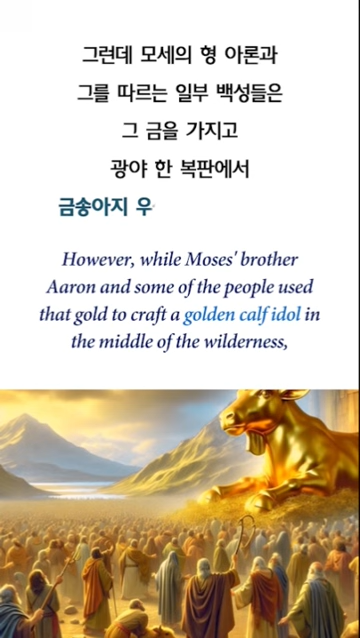 그런데 모세의 형 아론과
그를 따르는 일부 백성들은
그 금을 가지고
광야 한 복판에서
금송아지 우
However, while Moses' brother
Aaron and some of the people used
that gold to craft a golden calf idol in
the middle of the wilderness,